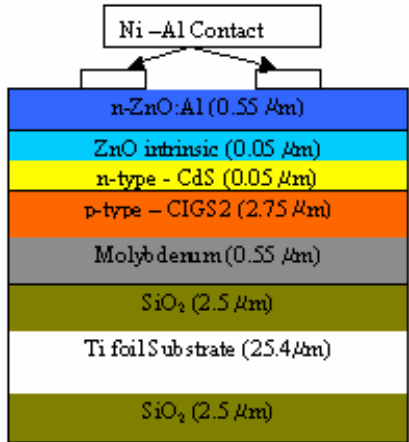 Ni –Al Contact
n-ZnO:Al (0.55 μm)
ZnO intrinsic (0.05 μm)
n-type - CdS (0.05 μm)
p-type – CIGS2 (2.75 μm)
Molybdenum (0.55 μm)
SiO₂ (2.5 μm)
Ti foil Substrate (25.4μm)
SiO₂ (2.5 μm)